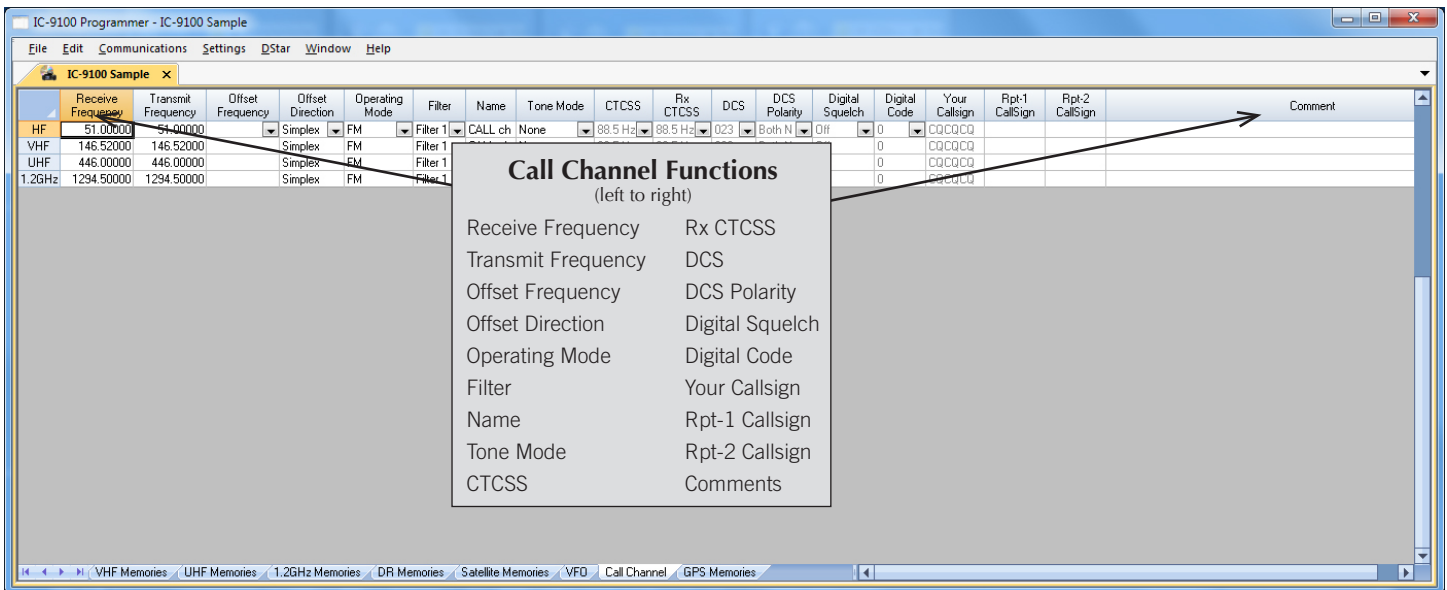 IC-9100 Programmer - IC-9100 Sample
File Edit Communications Settings DStar Window Help
IC-9100 Sample X
Receive Frequency Transmit Frequency Offset Frequency Offset Direction Operating Mode Filter Name Tone Mode CTCSS Rx CTCSS DCS DCS Polarity Digital Squelch Digital Code Your Callsign Rpt-1 CallSign Rpt-2 CallSign Comment
HF 51.00000 51.00000 Simplex FM Filter 1 CALL ch None 88.5 Hz 88.5 Hz 023 Both N Off 0 CQCQCQ
VHF 146.52000 146.52000 Simplex FM Filter 1 0 CQCQCQ
UHF 446.00000 446.00000 Simplex FM Filter 1 0 CQCQCQ
1.2GHz 1294.50000 1294.50000 Simplex FM Filter 1 0 CQCQCQ
Call Channel Functions
(left to right)
Receive Frequency
Transmit Frequency
Offset Frequency
Offset Direction
Operating Mode
Filter
Name
Tone Mode
CTCSS
Rx CTCSS
DCS
DCS Polarity
Digital Squelch
Digital Code
Your Callsign
Rpt-1 Callsign
Rpt-2 Callsign
Comments
VHF Memories UHF Memories 1.2GHz Memories DR Memories Satellite Memories VFO Call Channel GPS Memories